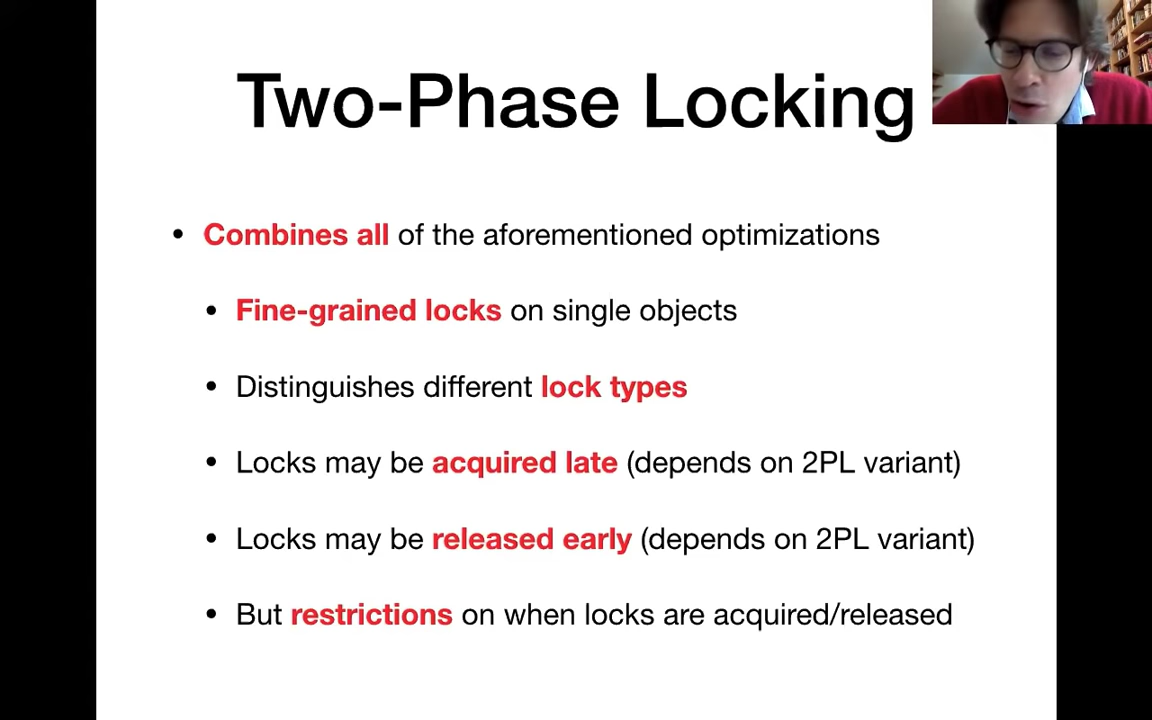 Two-Phase Locking
• Combines all of the aforementioned optimizations
• Fine-grained locks on single objects
• Distinguishes different lock types
• Locks may be acquired late (depends on 2PL variant)
• Locks may be released early (depends on 2PL variant)
• But restrictions on when locks are acquired/released